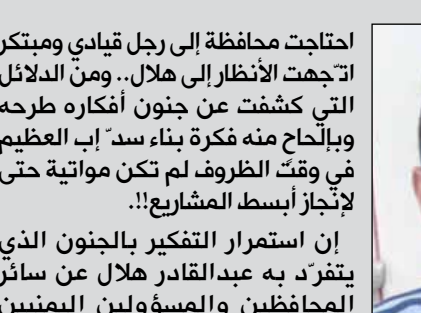 احتاجت محافظة إلى رجل قيادي ومبتكر
اتّجهت الأنظار إلى هلال.. ومن الدلائل
التي كشفت عن جنون أفكاره طرحه
وبإلحاحٍ منه فكرة بناء سدّ إب العظيم
في وقتٍ الظروف لم تكن مواتية حتى
لإنجاز أبسط المشاريع!!.
إن استمرار التفكير بالجنون الذي
يتفرّد به عبدالقادر هلال عن سائر
المحافظين والمسؤولين اليمنيين